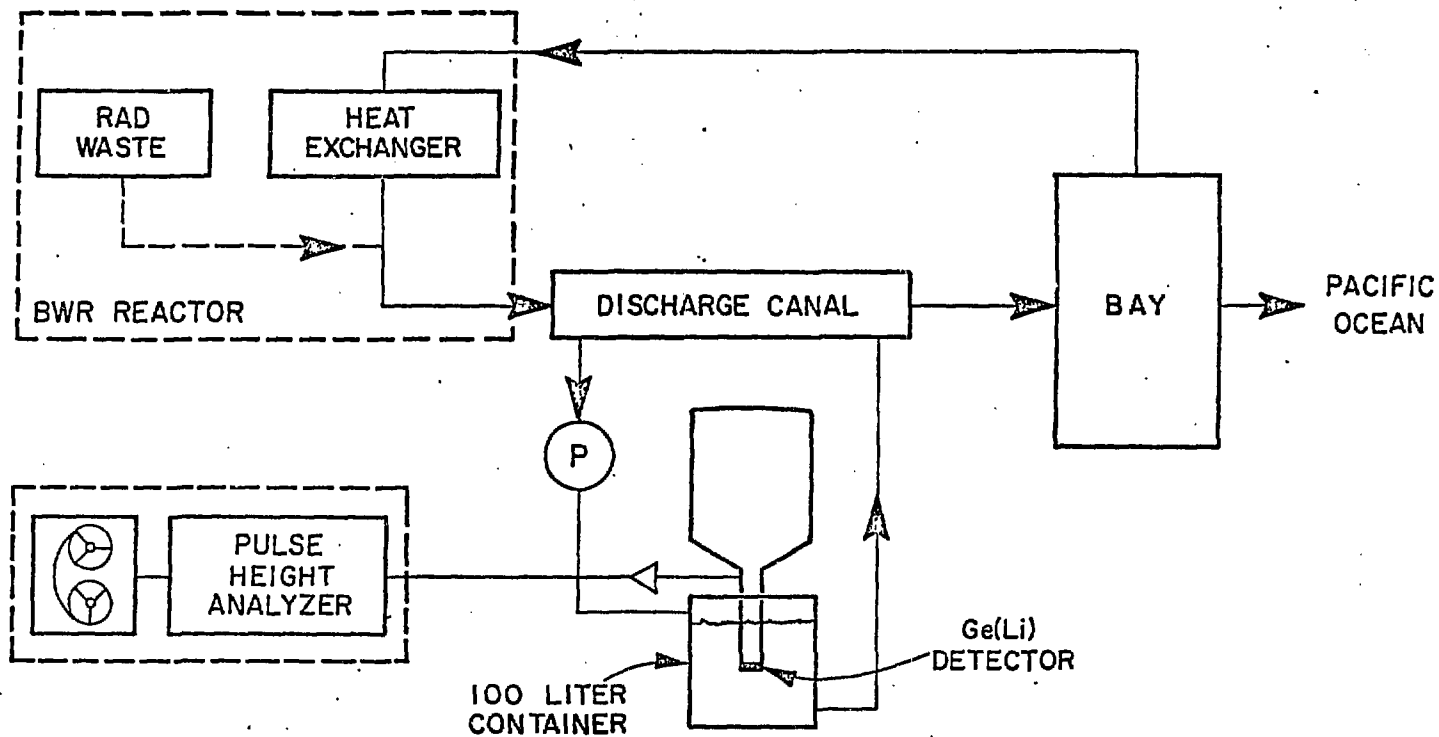 RAD
WASTE
HEAT
EXCHANGER
BWR REACTOR
DISCHARGE CANAL
BAY
PACIFIC
OCEAN
P
PULSE
HEIGHT
ANALYZER
Ge(Li)
DETECTOR
100 LITER
CONTAINER